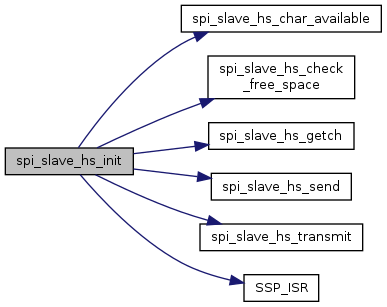 spi_slave_hs_char_available
spi_slave_hs_check
_free_space
spi_slave_hs_getch
spi_slave_hs_init
spi_slave_hs_send
spi_slave_hs_transmit
SSP_ISR